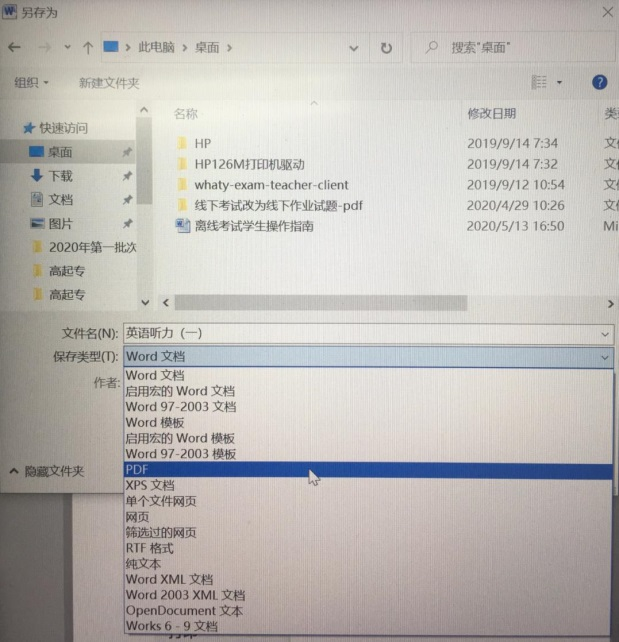 另存为
此电脑 › 桌面 ›
搜索"桌面"
组织
新建文件夹
名称
修改日期
快速访问
桌面
下载
文档
图片
2020年第一批次
高起专
高起专
HP 2019/9/14 7:34
HP126M打印机驱动 2019/9/14 7:32
whaty-exam-teacher-client 2019/9/12 10:54
线下考试改为线下作业试题-pdf 2020/4/29 10:26
离线考试学生操作指南 2020/5/13 16:50
文件名(N): 英语听力（一）
保存类型(T): Word 文档
作者:
Word 文档
启用宏的 Word 文档
Word 97-2003 文档
Word 模板
启用宏的 Word 模板
Word 97-2003 模板
PDF
XPS 文档
单个文件网页
网页
筛选过的网页
RTF 格式
纯文本
Word XML 文档
Word 2003 XML 文档
OpenDocument 文本
Works 6 - 9 文档
隐藏文件夹